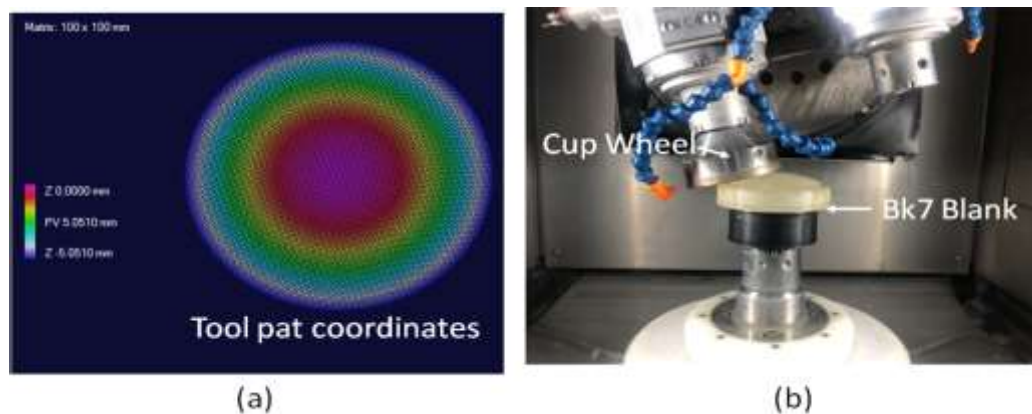 Matrix: 100 x 100 mm
Z 0.0000 mm
PV 5.0510 mm
Z -5.0510 mm
Tool pat coordinates
Cup Wheel
Bk7 Blank
(a)
(b)